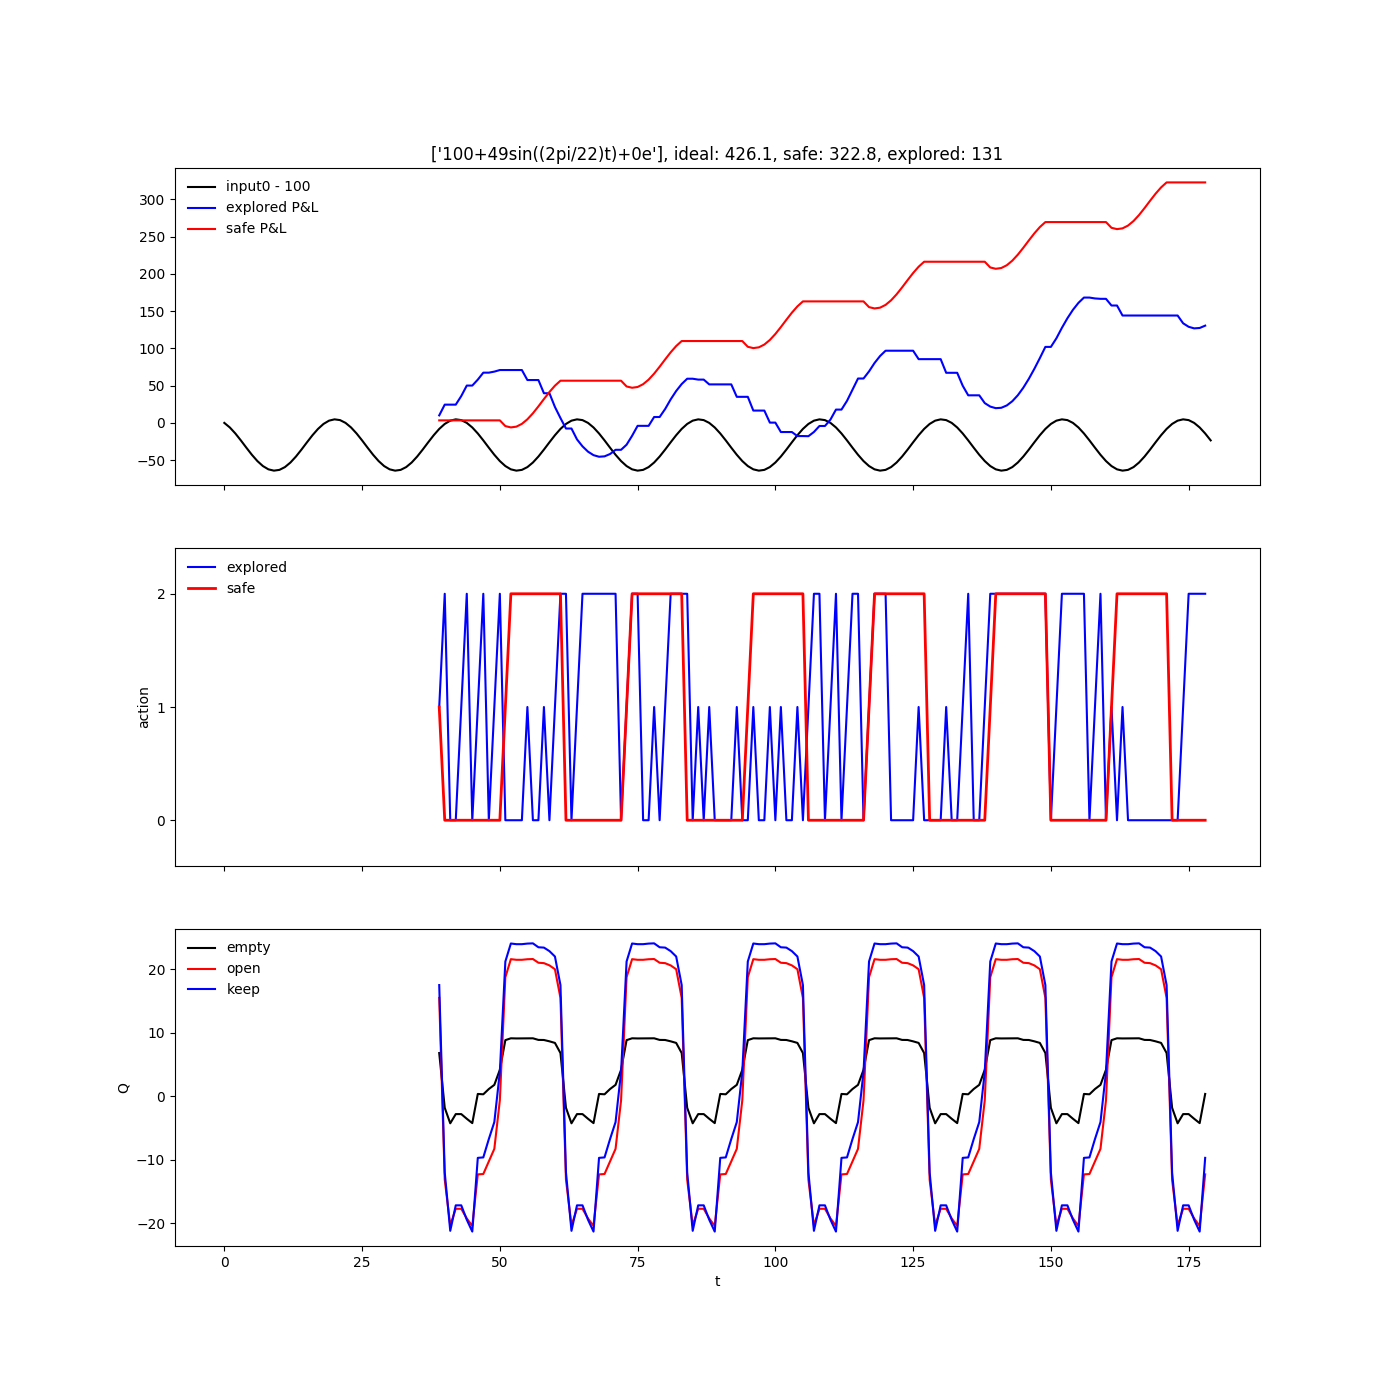 ['100+49sin((2pi/22)t)+0e'], ideal: 426.1, safe: 322.8, explored: 131
input0 - 100
explored P&L
safe P&L
300
250
200
150
100
50
0
−50
explored
safe
2
1
0
action
empty
open
keep
20
10
0
−10
−20
Q
0 25 50 75 100 125 150 175
t